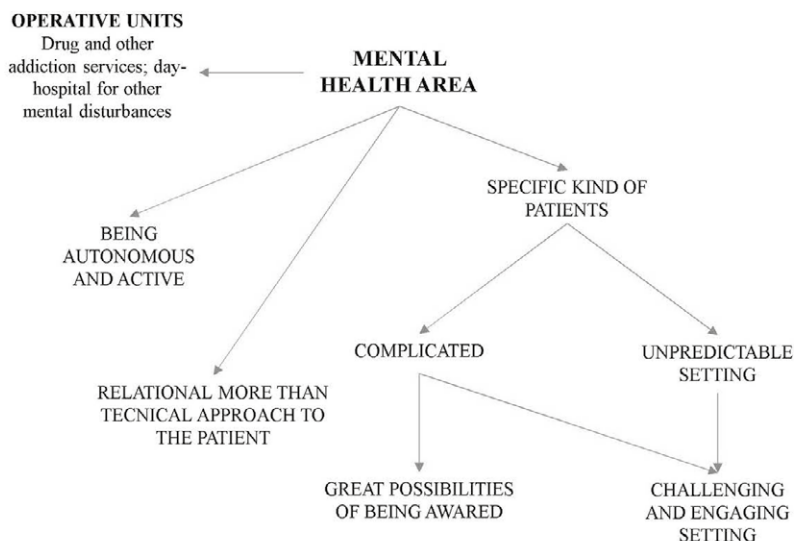 OPERATIVE UNITS
Drug and other
addiction services; day-
hospital for other
mental disturbances
MENTAL
HEALTH AREA
SPECIFIC KIND OF
PATIENTS
BEING
AUTONOMOUS
AND ACTIVE
COMPLICATED
UNPREDICTABLE
SETTING
RELATIONAL MORE THAN
TECNICAL APPROACH TO
THE PATIENT
GREAT POSSIBILITIES
OF BEING AWARED
CHALLENGING
AND ENGAGING
SETTING